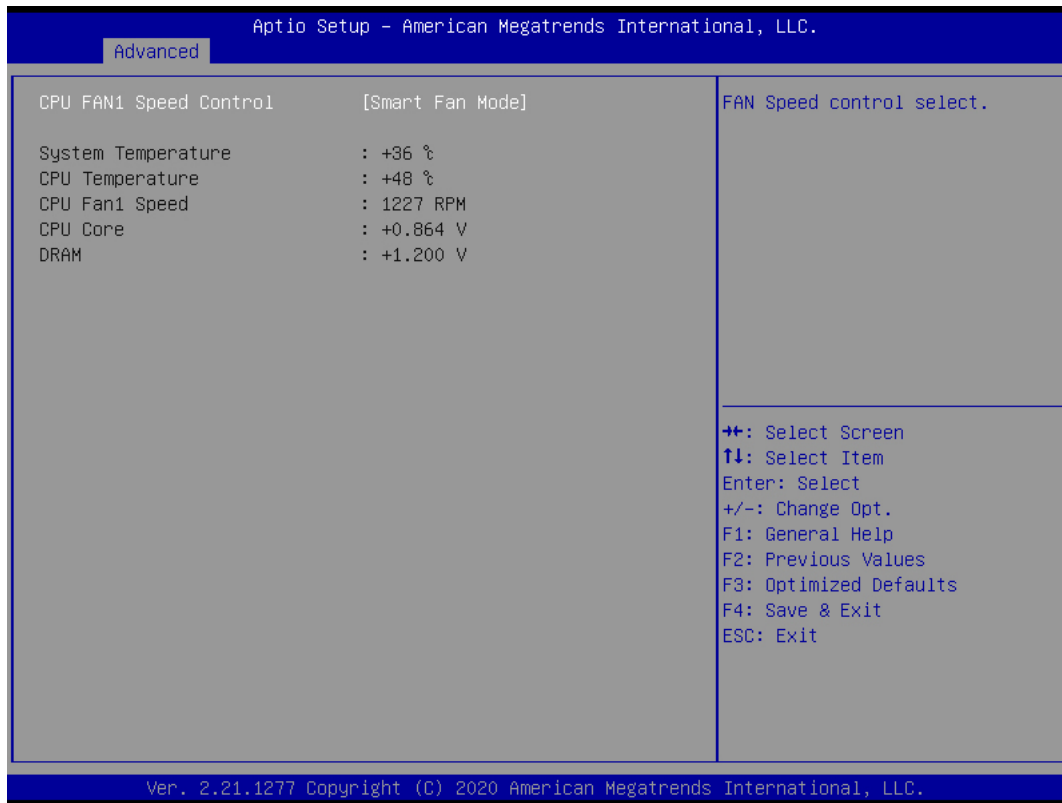 Aptio Setup – American Megatrends International, LLC.
Advanced
CPU FAN1 Speed Control [Smart Fan Mode]
System Temperature : +36 ℃
CPU Temperature : +48 ℃
CPU Fan1 Speed : 1227 RPM
CPU Core : +0.864 V
DRAM : +1.200 V
FAN Speed control select.
→←: Select Screen
↑↓: Select Item
Enter: Select
+/-: Change Opt.
F1: General Help
F2: Previous Values
F3: Optimized Defaults
F4: Save & Exit
ESC: Exit
Ver. 2.21.1277 Copyright (C) 2020 American Megatrends International, LLC.